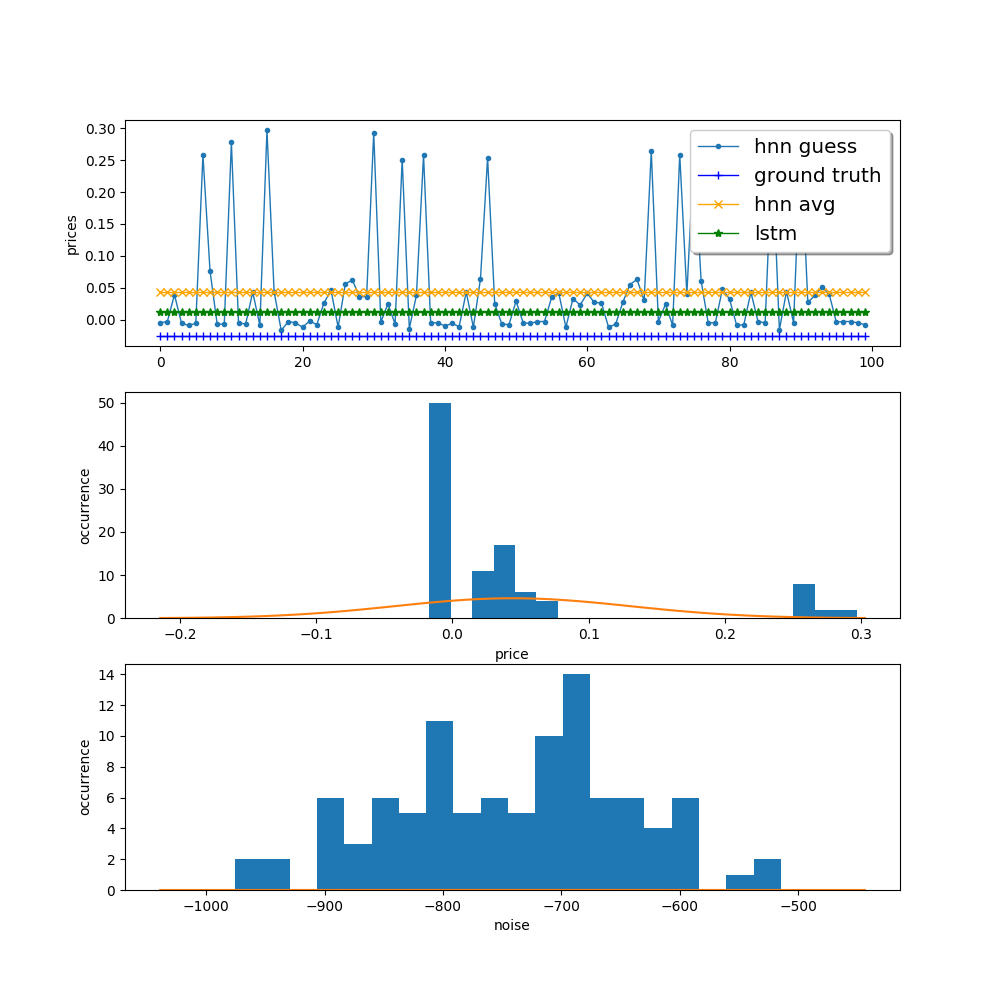 0.30
0.25
0.20
0.15
0.10
0.05
0.00
prices
hnn guess
ground truth
hnn avg
lstm
0 20 40 60 80 100
50
40
30
20
10
0
occurrence
−0.2 −0.1 0.0 0.1 0.2 0.3
price
14
12
10
8
6
4
2
0
occurrence
−1000 −900 −800 −700 −600 −500
noise